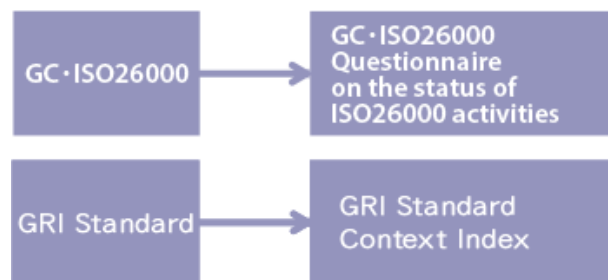 GC・ISO26000
GC・ISO26000
Questionnaire
on the status of
ISO26000 activities
GRI Standard
GRI Standard
Context Index